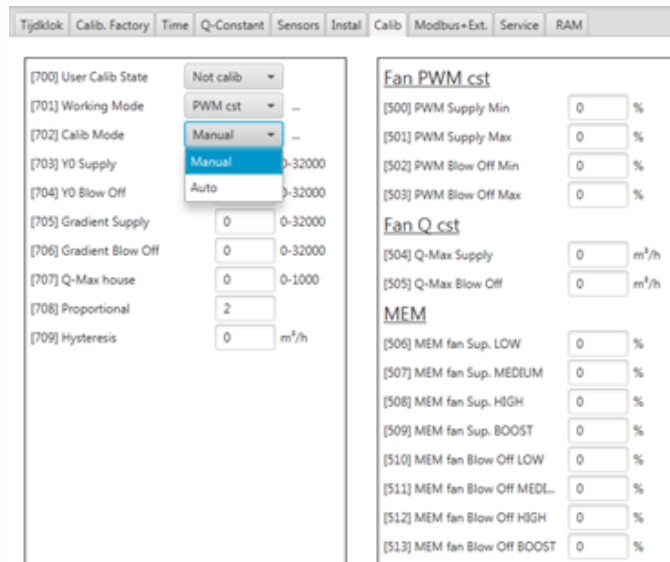 Tijdklok Calib. Factory Time Q-Constant Sensors Instal Calib Modbus+Ext. Service RAM
[700] User Calib State Not calib
[701] Working Mode PWM cst ...
[702] Calib Mode Manual ...
Manual
Auto
[703] Y0 Supply 0-32000
[704] Y0 Blow Off 0-32000
[705] Gradient Supply 0 0-32000
[706] Gradient Blow Off 0 0-32000
[707] Q-Max house 0 0-1000
[708] Proportional 2
[709] Hysteresis 0 m³/h
Fan PWM cst
[500] PWM Supply Min 0 %
[501] PWM Supply Max 0 %
[502] PWM Blow Off Min 0 %
[503] PWM Blow Off Max 0 %
Fan Q cst
[504] Q-Max Supply 0 m³/h
[505] Q-Max Blow Off 0 m³/h
MEM
[506] MEM fan Sup. LOW 0 %
[507] MEM fan Sup. MEDIUM 0 %
[508] MEM fan Sup. HIGH 0 %
[509] MEM fan Sup. BOOST 0 %
[510] MEM fan Blow Off LOW 0 %
[511] MEM fan Blow Off MEDI... 0 %
[512] MEM fan Blow Off HIGH 0 %
[513] MEM fan Blow Off BOOST 0 %